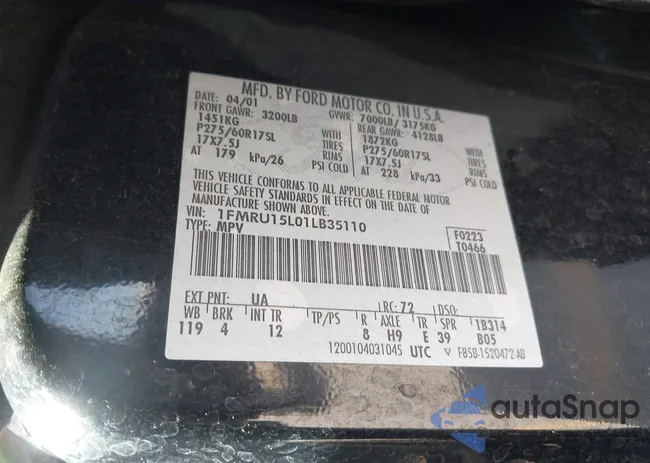 MFD. BY FORD MOTOR CO. IN U.S.A.
DATE: 04/01 GVWR: 7000LB/ 3175KG
FRONT GAWR: 3200LB REAR GAWR: 4128LB
1451KG WITH 1872KG WITH
P275/60R17SL TIRES P275/60R17SL TIRES
17X7.5J RIMS 17X7.5J RIMS
AT 179 kPa/26 PSI COLD AT 228 kPa/33 PSI COLD
THIS VEHICLE CONFORMS TO ALL APPLICABLE FEDERAL MOTOR
VEHICLE SAFETY STANDARDS IN EFFECT ON THE DATE OF
MANUFACTURE SHOWN ABOVE.
VIN: 1FMRU15L01LB35110 F0223
TYPE: MPV T0466
EXT PNT: UA RC: 72 DSO:
WB BRK INT TR TP/PS R AXLE TR SPR 1B314
119 4 12 8 H9 E 39 B05
1200104031045 UTC F85B-1520472-AB
autoSnap